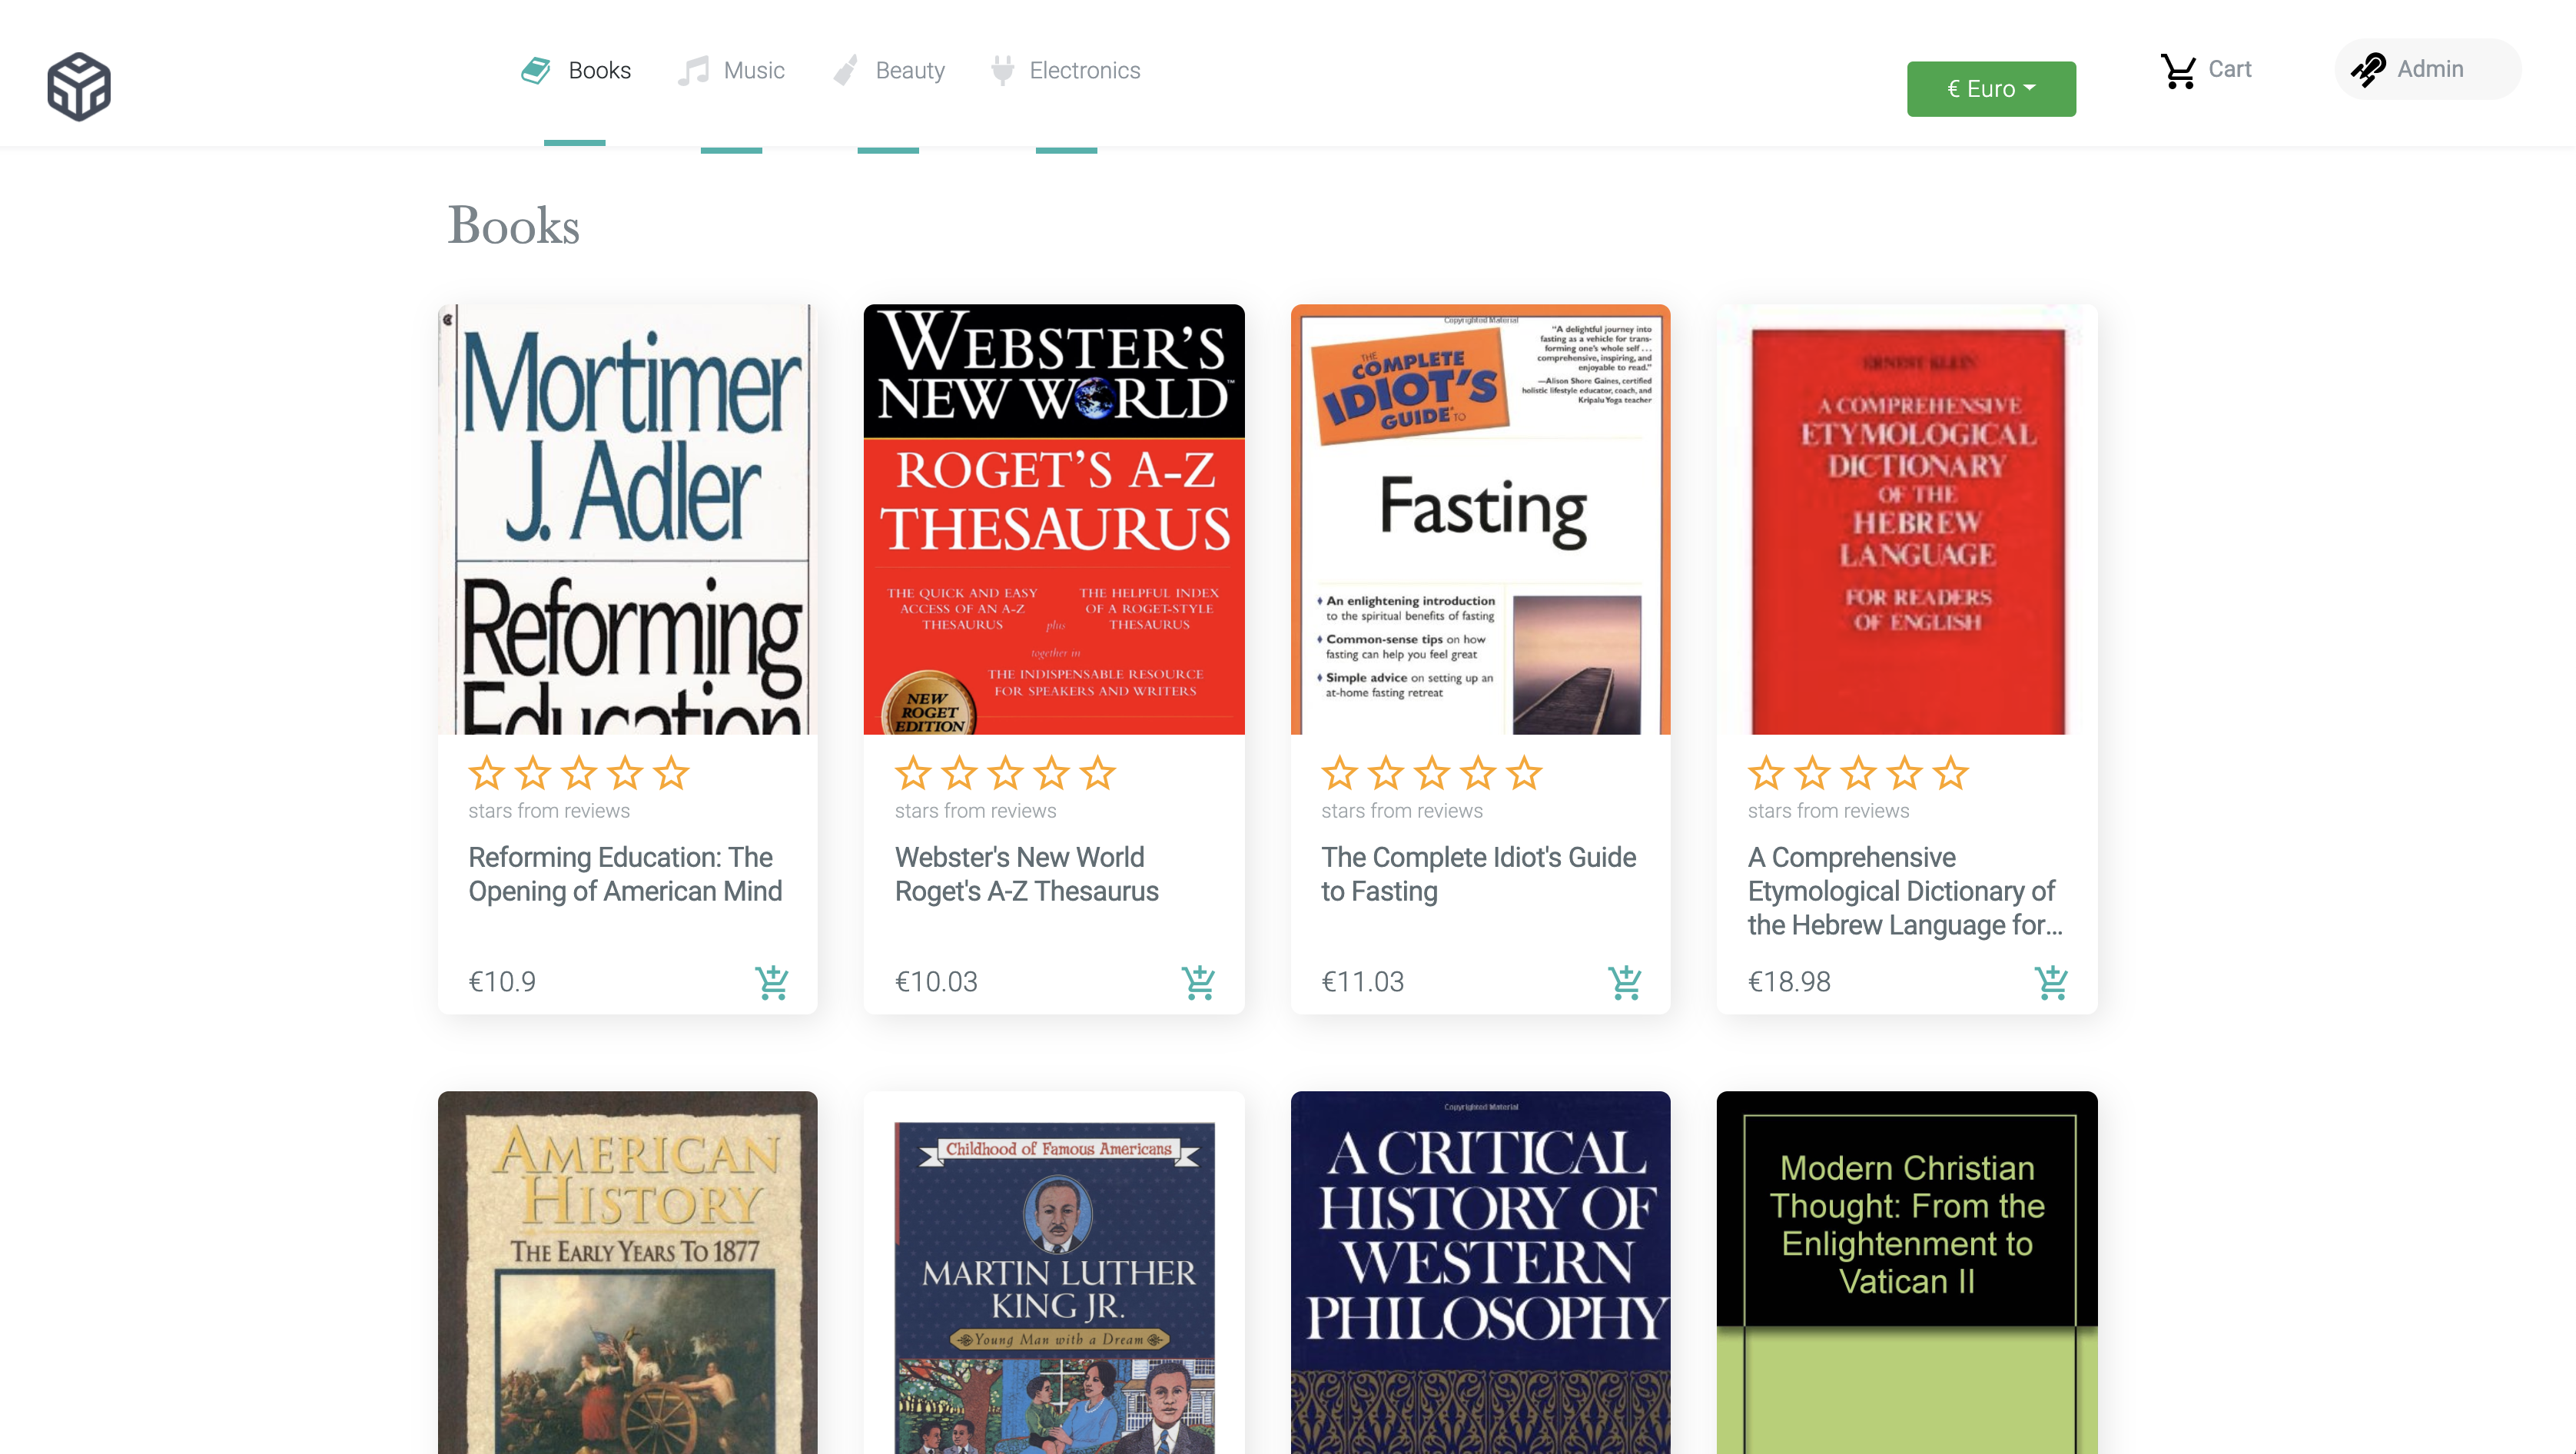 Books
Music
Beauty
Electronics
€ Euro
Cart
Admin
Books
Mortimer
J. Adler
Reforming
Education
WEBSTER'S
NEW WORLD™
ROGET'S A-Z
THESAURUS
THE QUICK AND EASY
ACCESS OF AN A-Z
THESAURUS
plus
THE HELPFUL INDEX
OF A ROGET-STYLE
THESAURUS
together in
THE INDISPENSABLE RESOURCE
FOR SPEAKERS AND WRITERS
NEW
ROGET
EDITION
Copyrighted Material
THE
COMPLETE
IDIOT'S
GUIDE TO
"A delightful journey into
fasting as a vehicle for trans-
forming one's whole self ...
comprehensive, inspiring, and
enjoyable to read."
—Alison Shore Gaines, certified
holistic lifestyle educator, coach, and
Kripalu Yoga teacher
Fasting
An enlightening introduction
to the spiritual benefits of fasting
Common-sense tips on how
fasting can help you feel great
Simple advice on setting up an
at-home fasting retreat
ERNEST KLEIN
A COMPREHENSIVE
ETYMOLOGICAL
DICTIONARY
OF THE
HEBREW
LANGUAGE
FOR READERS
OF ENGLISH
stars from reviews
Reforming Education: The
Opening of American Mind
€10.9
stars from reviews
Webster's New World
Roget's A-Z Thesaurus
€10.03
stars from reviews
The Complete Idiot's Guide
to Fasting
€11.03
stars from reviews
A Comprehensive
Etymological Dictionary of
the Hebrew Language for...
€18.98
AMERICAN
HISTORY
THE EARLY YEARS TO 1877
Childhood of Famous Americans
MARTIN LUTHER
KING JR.
Young Man with a Dream
Copyrighted Material
A CRITICAL
HISTORY OF
WESTERN
PHILOSOPHY
Modern Christian
Thought: From the
Enlightenment to
Vatican II